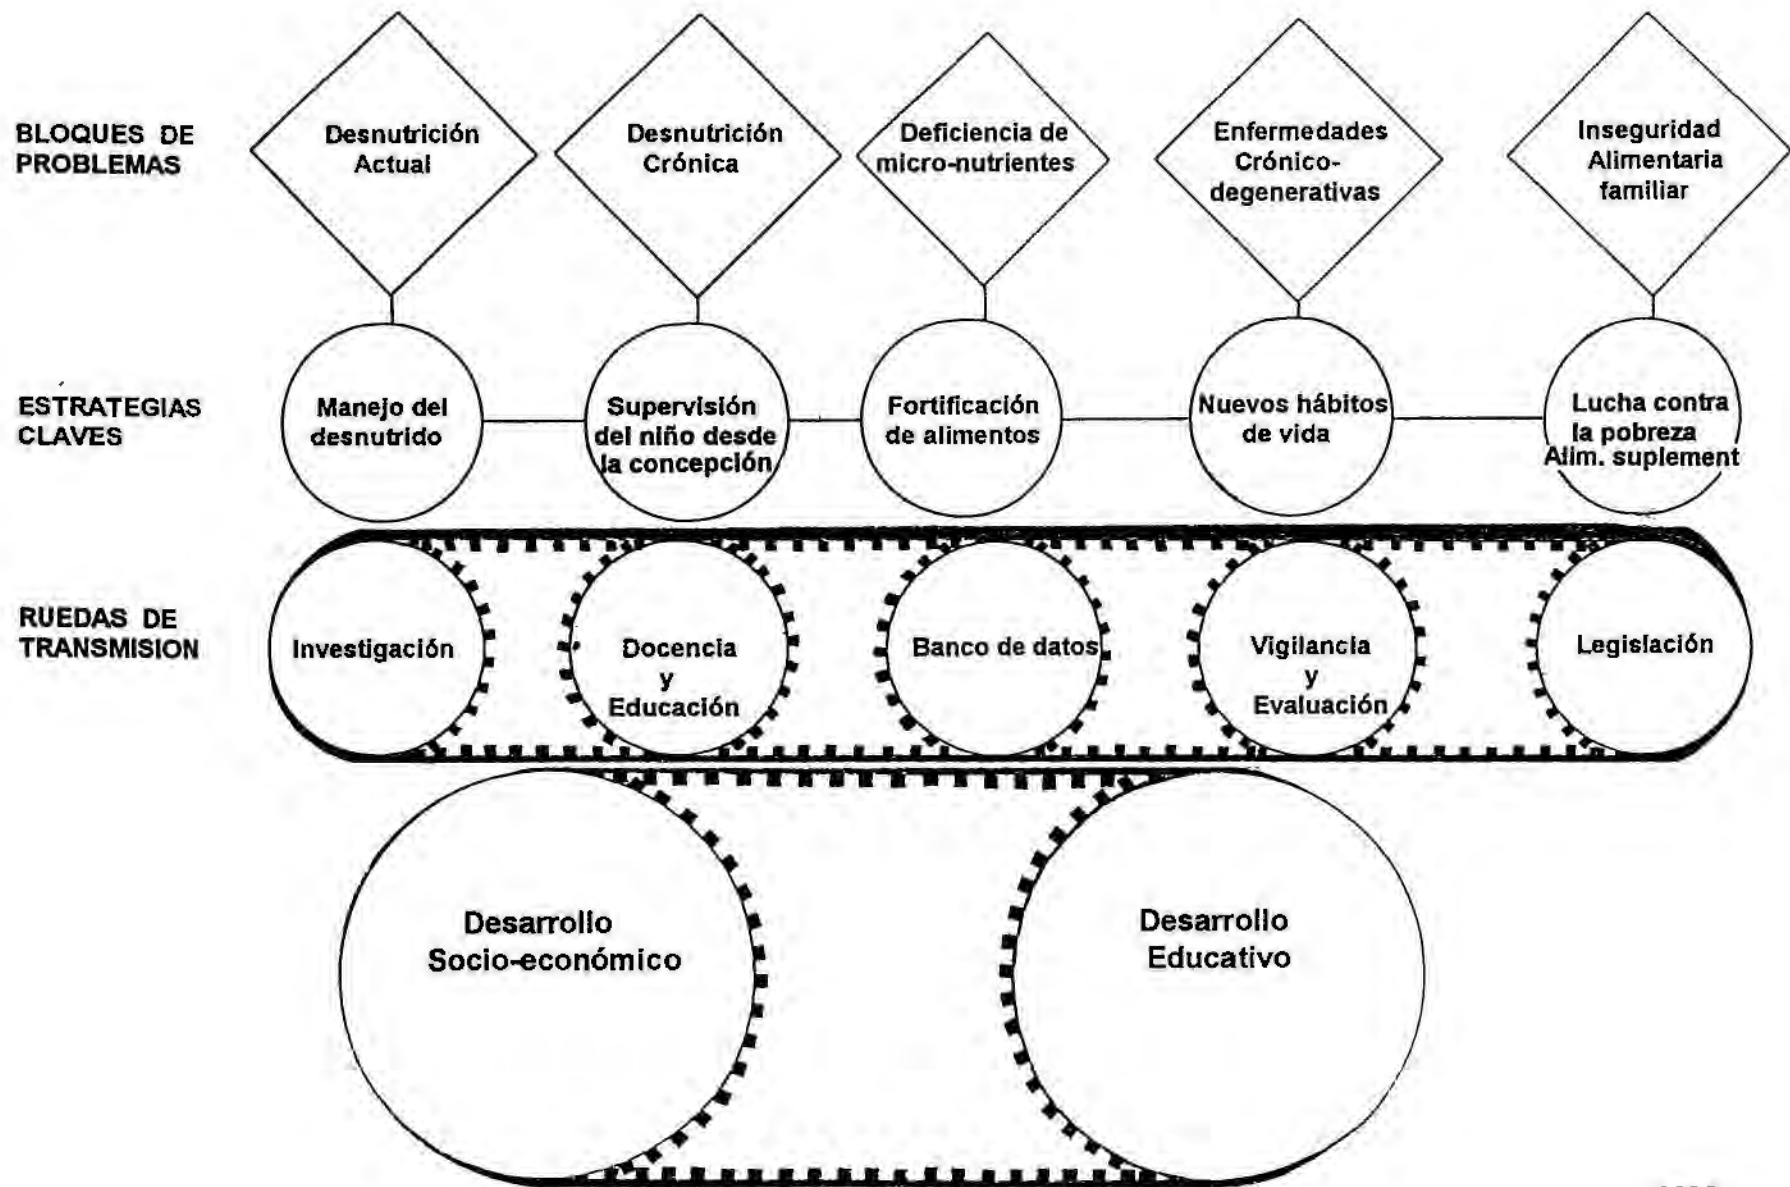 BLOQUES DE
PROBLEMAS
Desnutrición
Actual
Desnutrición
Crónica
Deficiencia de
micro-nutrientes
Enfermedades
Crónico-
degenerativas
Inseguridad
Alimentaria
familiar
ESTRATEGIAS
CLAVES
Manejo del
desnutrido
Supervisión
del niño desde
la concepción
Fortificación
de alimentos
Nuevos hábitos
de vida
Lucha contra
la pobreza
Alim. suplement
RUEDAS DE
TRANSMISION
Investigación
Docencia
y
Educación
Banco de datos
Vigilancia
y
Evaluación
Legislación
Desarrollo
Socio-económico
Desarrollo
Educativo